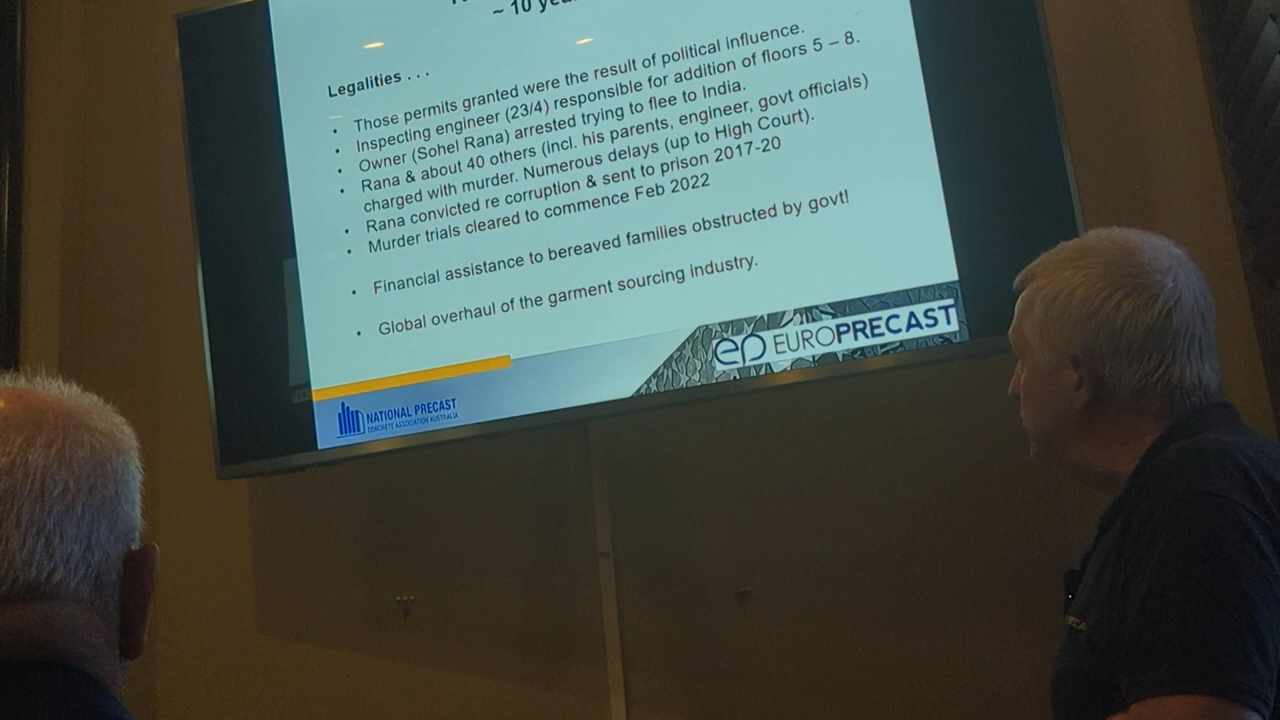 ~ 10
Legalities . . .
• Those permits granted were the result of political influence.
• Inspecting engineer (23/4) responsible for addition of floors 5 – 8.
• Owner (Sohel Rana) arrested trying to flee to India.
• Rana & about 40 others (incl. his parents, engineer, govt officials)
charged with murder. Numerous delays (up to High Court).
• Rana convicted re corruption & sent to prison 2017-20
• Murder trials cleared to commence Feb 2022
• Financial assistance to bereaved families obstructed by govt!
• Global overhaul of the garment sourcing industry.
ep EUROPRECAST
NATIONAL PRECAST
CONCRETE ASSOCIATION AUSTRALIA